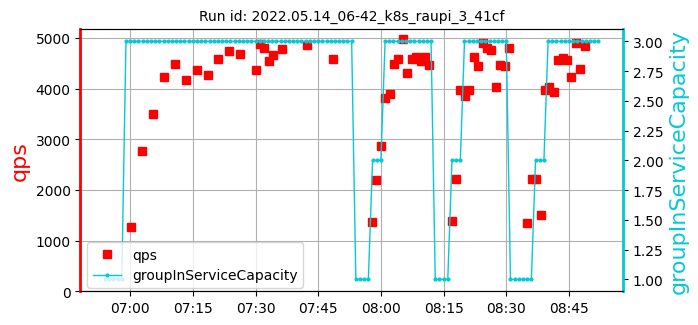 Run id: 2022.05.14_06-42_k8s_raupi_3_41cf
qps
5000
4000
3000
2000
1000
0
3.00
2.75
2.50
2.25
2.00
1.75
1.50
1.25
1.00
groupInServiceCapacity
qps
groupInServiceCapacity
07:00 07:15 07:30 07:45 08:00 08:15 08:30 08:45